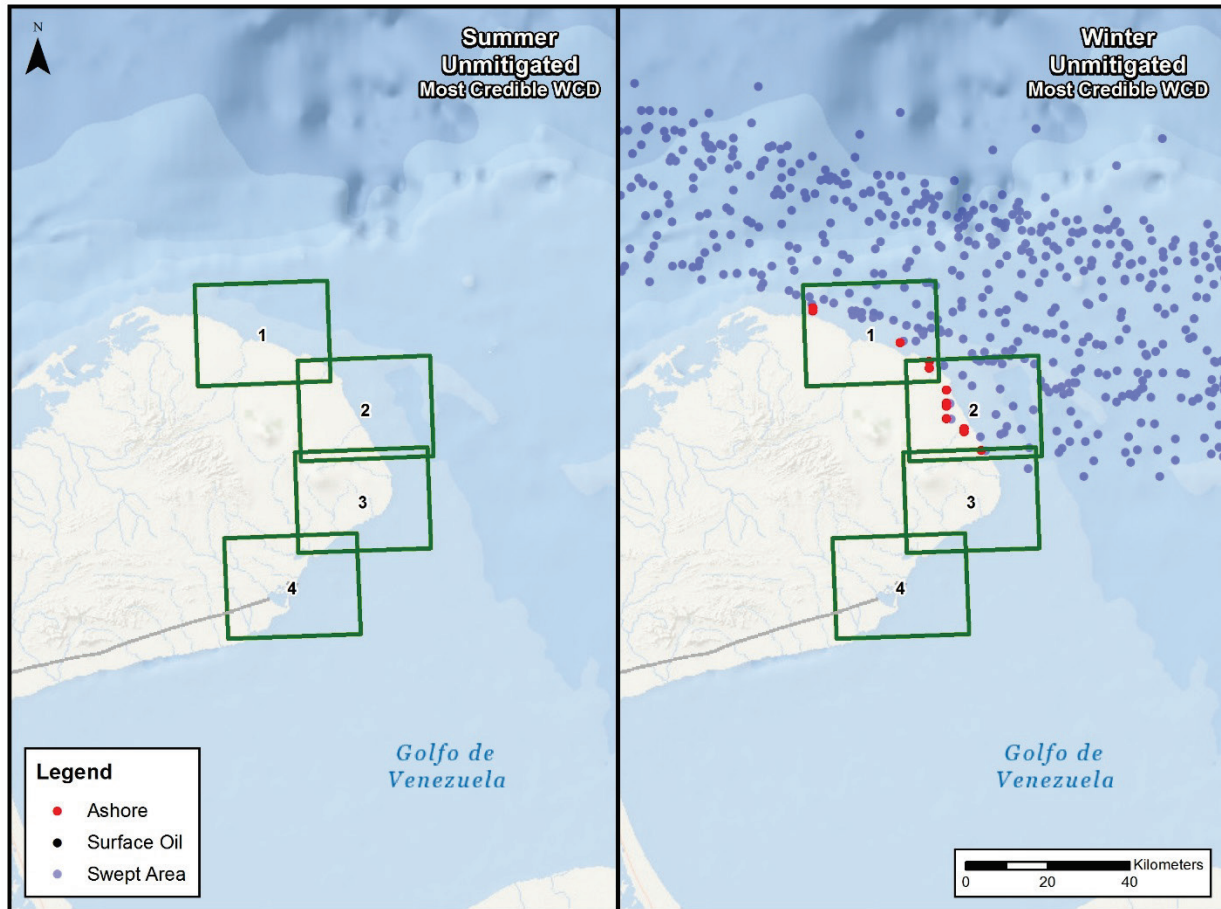 N
Summer
Unmitigated
Most Credible WCD
1
2
3
4
Golfo de
Venezuela
Legend
Ashore
Surface Oil
Swept Area
Winter
Unmitigated
Most Credible WCD
1
2
3
4
Golfo de
Venezuela
Kilometers
0 20 40